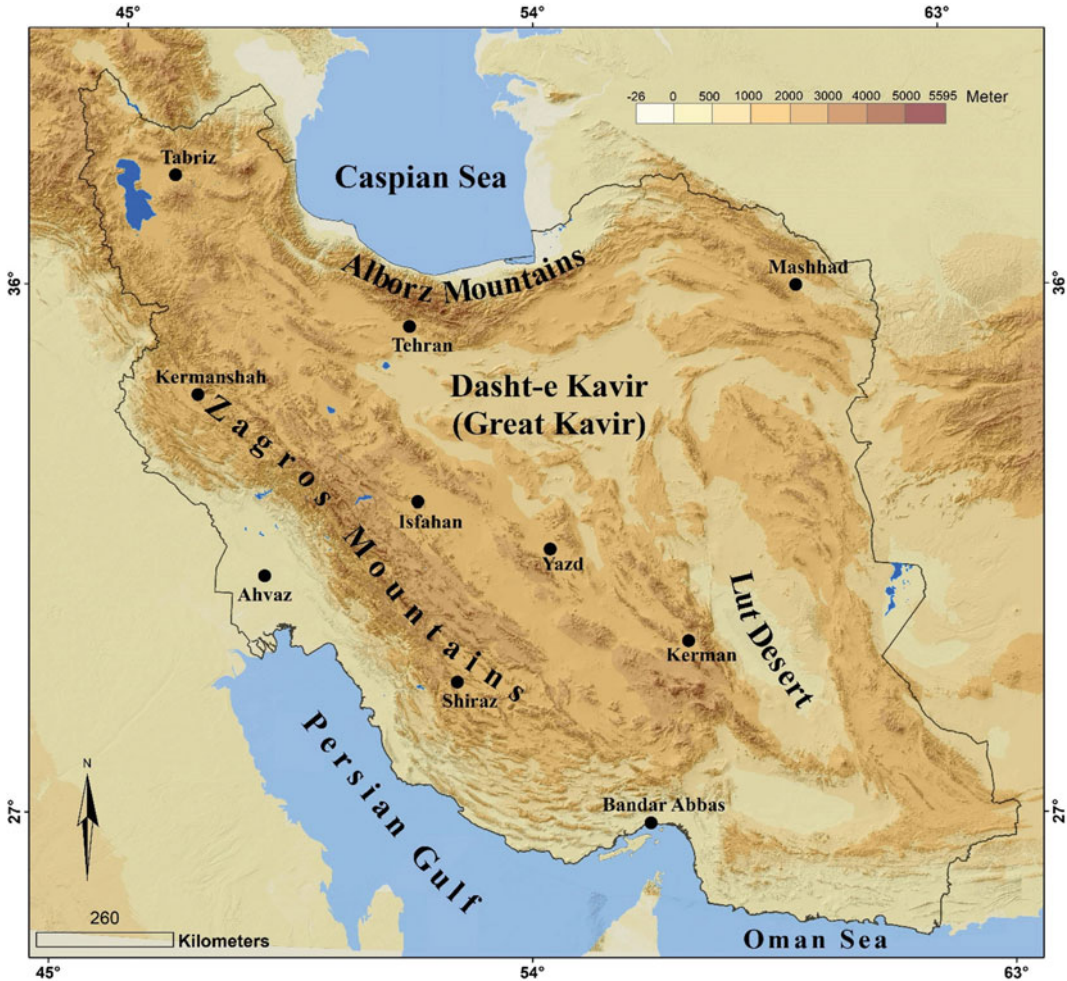 45°
54°
63°
-26 0 500 1000 2000 3000 4000 5000 5595 Meter
Tabriz
Caspian Sea
Alborz Mountains
Mashhad
36°
36°
Tehran
Kermanshah
Dasht-e Kavir
(Great Kavir)
Zagros Mountains
Isfahan
Yazd
Ahvaz
Lut Desert
Kerman
Shiraz
Persian Gulf
N
Bandar Abbas
27°
27°
260
Kilometers
Oman Sea
45°
54°
63°